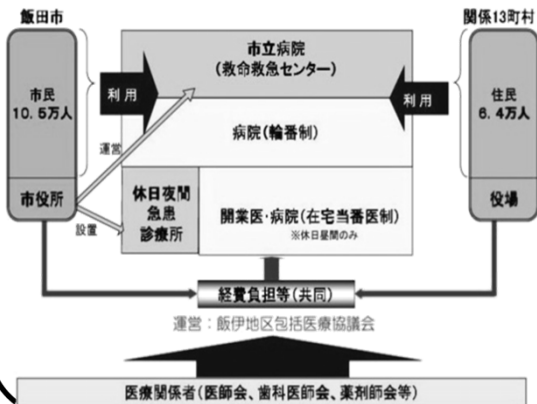 飯田市
関係13町村
市民
10.5万人
市役所
利用
運営
設置
市立病院
(救命救急センター)
病院(輪番制)
休日夜間
急患
診療所
開業医・病院(在宅当番医制)
※休日昼間のみ
利用
住民
6.4万人
役場
経費負担等(共同)
運営:飯伊地区包括医療協議会
医療関係者(医師会、歯科医師会、薬剤師会等)